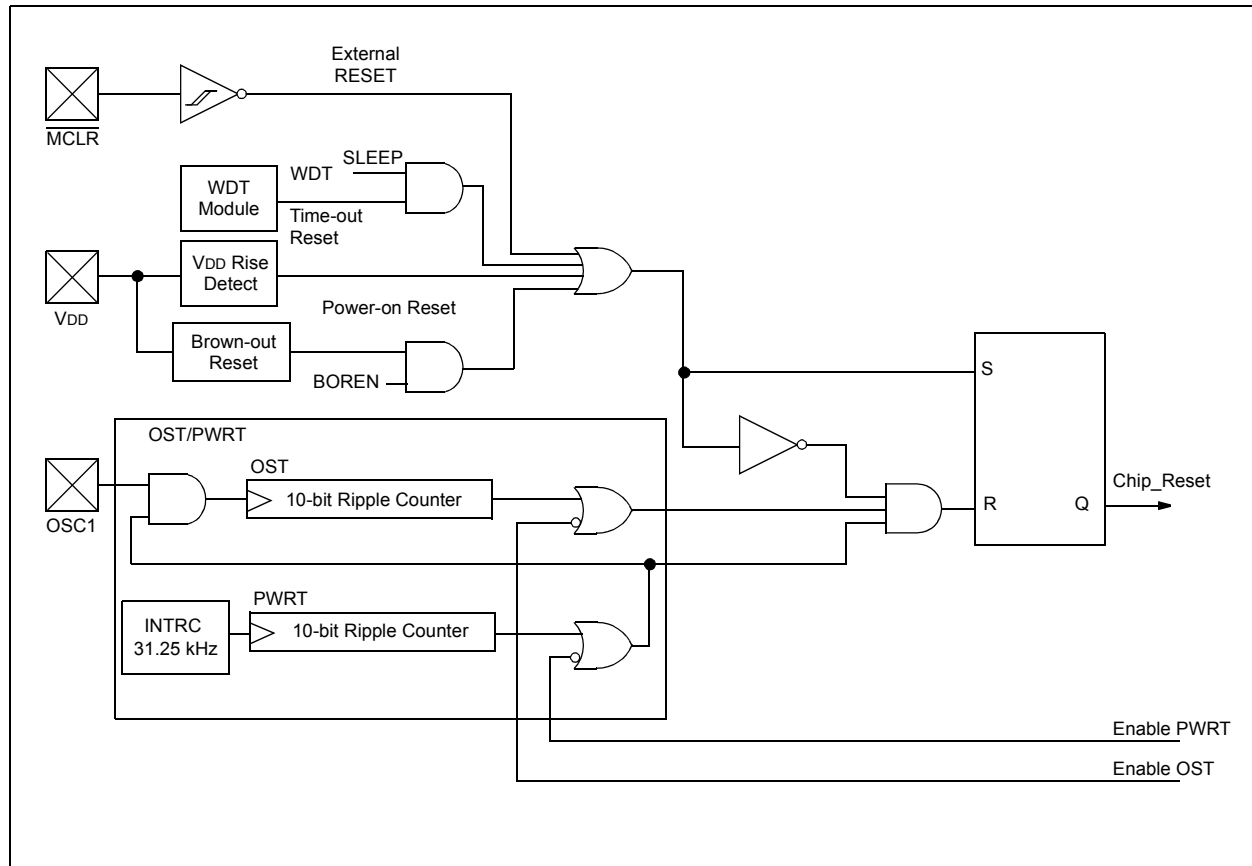 External
RESET
MCLR
SLEEP
WDT
WDT
Module
Time-out
Reset
VDD Rise
Detect
VDD
Power-on Reset
Brown-out
Reset
BOREN
S
OST/PWRT
OST
10-bit Ripple Counter
OSC1
Chip_Reset
R
Q
PWRT
INTRC
31.25 kHz
10-bit Ripple Counter
Enable PWRT
Enable OST